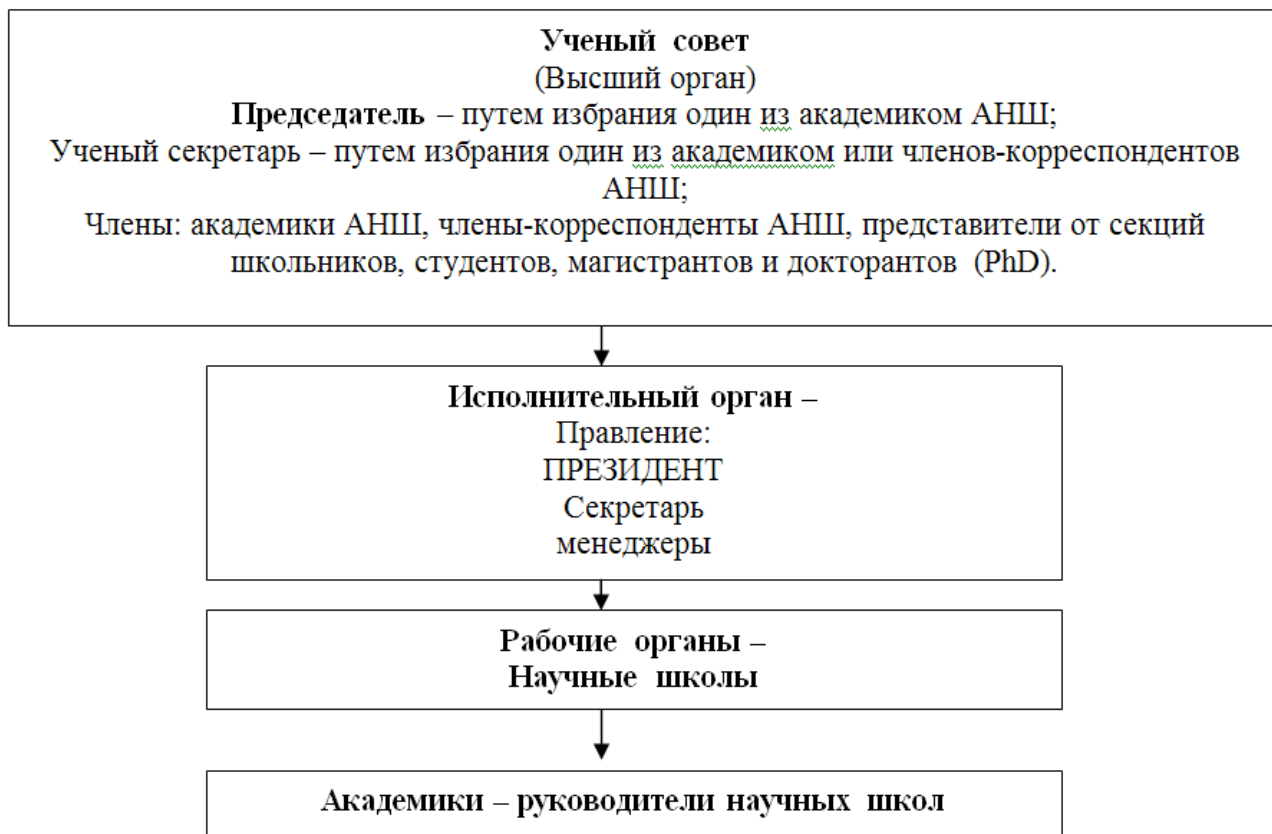 Ученый совет
(Высший орган)
Председатель – путем избрания один из академиком АНШ;
Ученый секретарь – путем избрания один из академиком или членов-корреспондентов
АНШ;
Члены: академики АНШ, члены-корреспонденты АНШ, представители от секций
школьников, студентов, магистрантов и докторантов (PhD).
Исполнительный орган –
Правление:
ПРЕЗИДЕНТ
Секретарь
менеджеры
Рабочие органы –
Научные школы
Академики – руководители научных школ